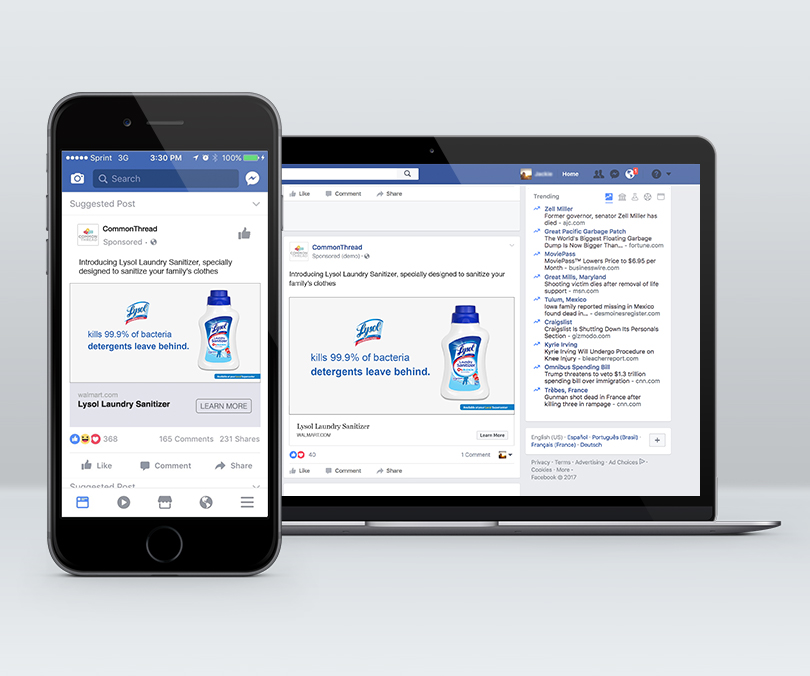 Sprint 3G 3:30 PM 100%
Search
Suggested Post
COMMON
THREAD
CommonThread
Sponsored ·
Introducing Lysol Laundry Sanitizer, specially
designed to sanitize your family's clothes
Lysol
kills 99.9% of bacteria
detergents leave behind.
Lysol
walmart.com
Lysol Laundry Sanitizer
LEARN MORE
368 165 Comments 231 Shares
Like Comment Share
Suggested Post
Jackie Home
Like Comment Share
CommonThread
Sponsored (demo) ·
Introducing Lysol Laundry Sanitizer, specially designed to sanitize your
family's clothes
Lysol
kills 99.9% of bacteria
detergents leave behind.
Lysol
LAUNDRY
SANITIZER
Lysol Laundry Sanitizer
WALMART.COM
Learn More
40 1 Comment
Like Comment Share
Trending
Zell Miller
Former governor, senator Zell Miller has
died - ajc.com
Great Pacific Garbage Patch
The World's Biggest Floating Garbage
Dump Is Now Bigger Than... - fortune.com
MoviePass
MoviePass™ Lowers Price to $6.95 per
Month - businesswire.com
Great Mills, Maryland
Shooting victim dies after removal of life
support - msn.com
Tulum, Mexico
Iowa family reported missing in Mexico
found dead in... - desmoinesregister.com
Craigslist
Craigslist Is Shutting Down Its Personals
Section - gizmodo.com
Kyrie Irving
Kyrie Irving Will Undergo Procedure on
Knee Injury - bleacherreport.com
Omnibus Spending Bill
Trump threatens to veto $1.3 trillion
spending bill over immigration - cnn.com
Trèbes, France
Gunman shot dead in France after
killing three in rampage - cnn.com
English (US) · Español · Português (Brasil) ·
Français (France) · Deutsch
Privacy · Terms · Advertising · Ad Choices
Cookies · More
Facebook © 2017